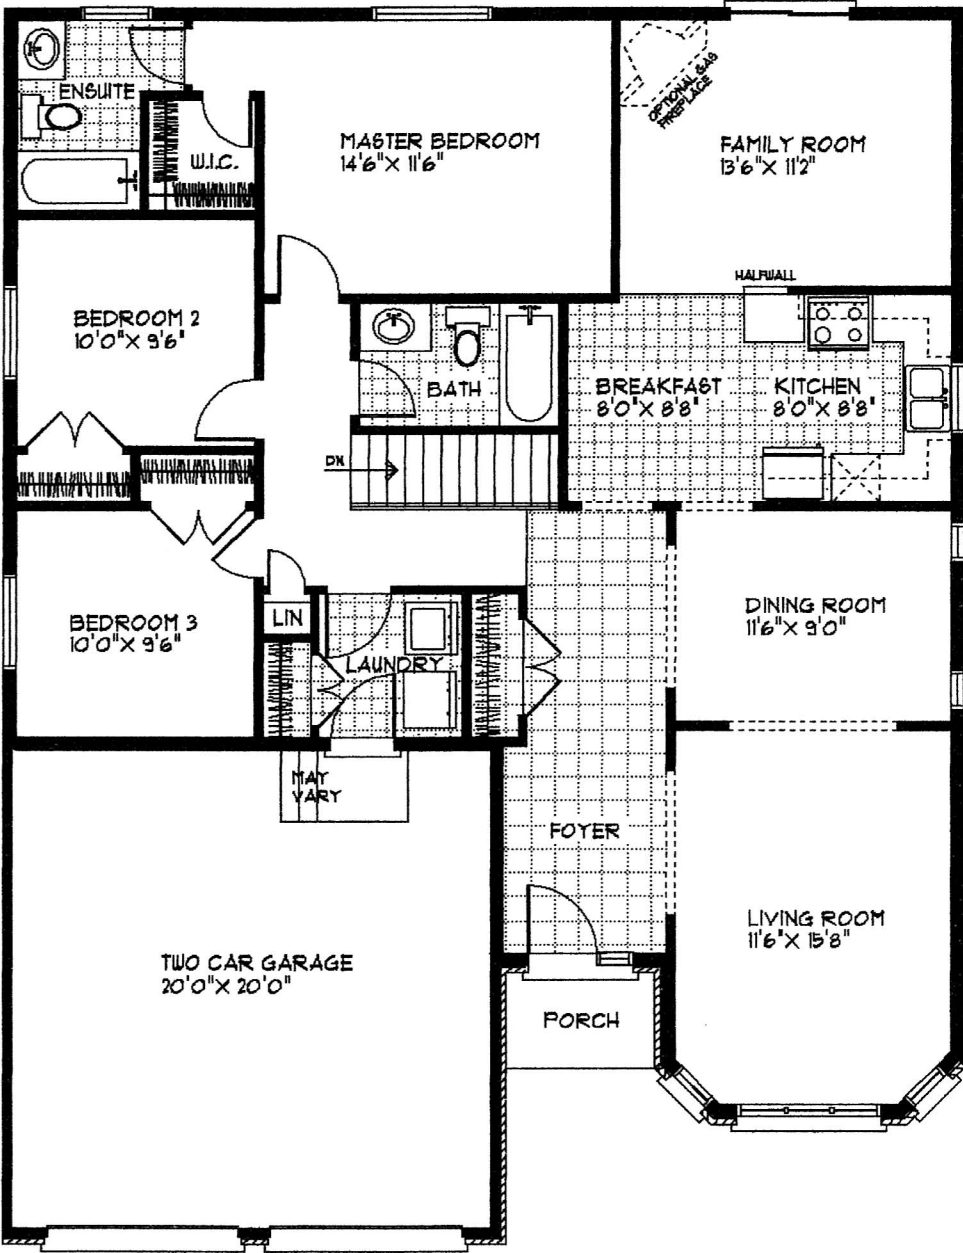 ENSUITE
W.I.C.
MASTER BEDROOM
14'6" X 11'6"
OPTIONAL GAS
FIREPLACE
FAMILY ROOM
13'6" X 11'2"
HALFWALL
BEDROOM 2
10'0" X 9'6"
BATH
BREAKFAST
8'0" X 8'8"
KITCHEN
8'0" X 8'8"
DN
BEDROOM 3
10'0" X 9'6"
LIN
LAUNDRY
DINING ROOM
11'6" X 9'0"
MAY
VARY
FOYER
LIVING ROOM
11'6" X 15'8"
TWO CAR GARAGE
20'0" X 20'0"
PORCH